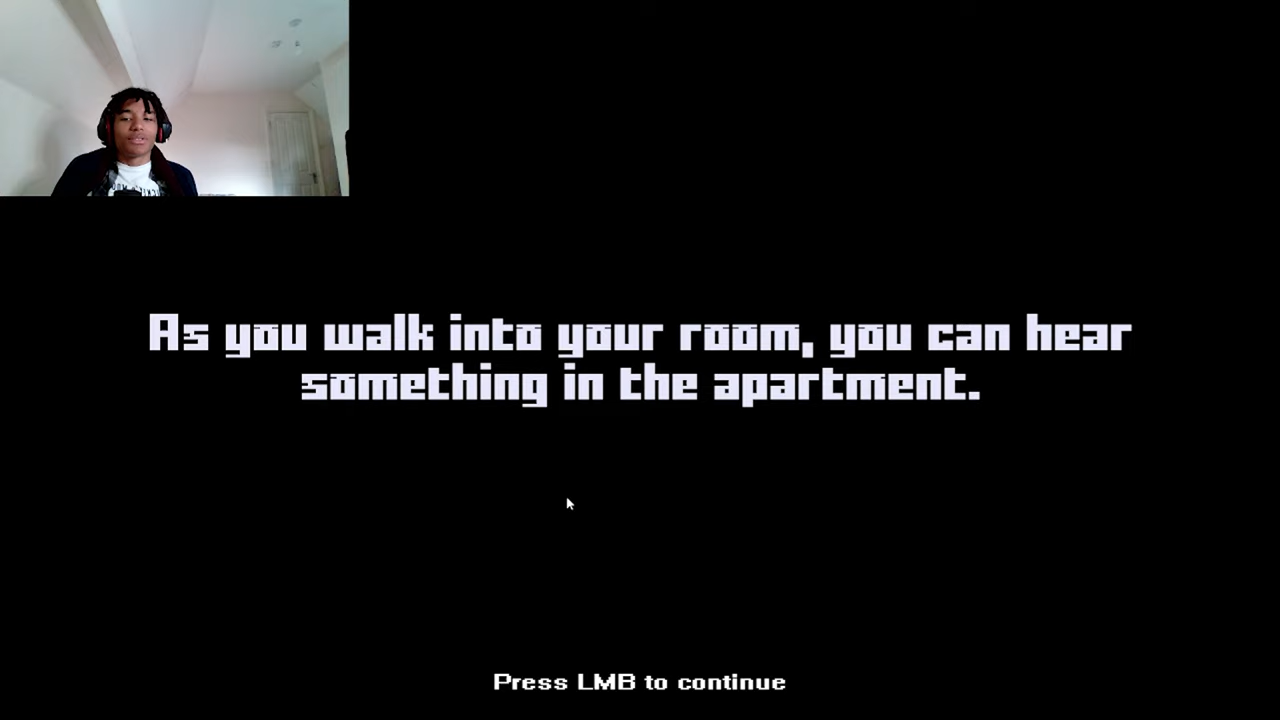 As you walk into your room, you can hear
something in the apartment.
Press LMB to continue